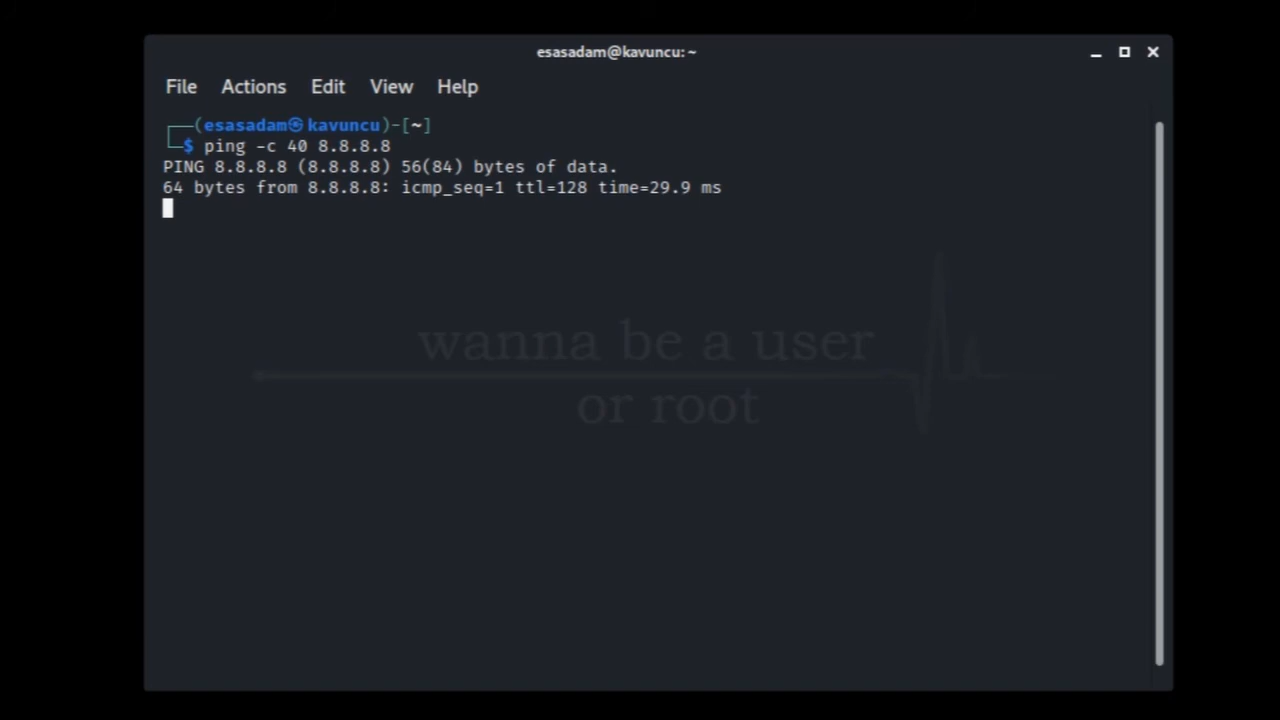 esasadam@kavuncu: ~
File Actions Edit View Help
┌──(esasadam㉿kavuncu)-[~]
└─$ ping -c 40 8.8.8.8
PING 8.8.8.8 (8.8.8.8) 56(84) bytes of data.
64 bytes from 8.8.8.8: icmp_seq=1 ttl=128 time=29.9 ms
wanna be a user
or root